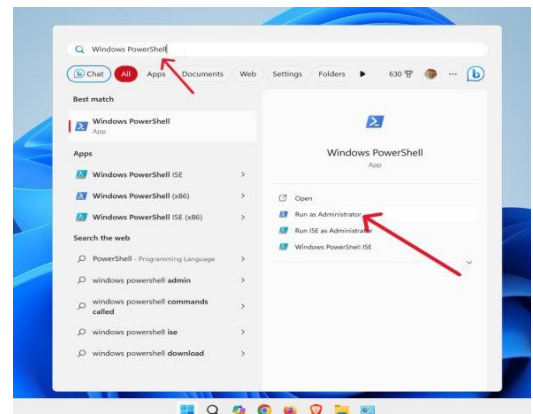 Windows PowerShell
Chat All Apps Documents Web Settings Folders 630
Best match
Windows PowerShell
App
Apps
Windows PowerShell ISE
Windows PowerShell (x86)
Windows PowerShell ISE (x86)
Search the web
PowerShell - Programming Language
windows powershell admin
windows powershell commands
called
windows powershell ise
windows powershell download
Windows PowerShell
App
Open
Run as Administrator
Run ISE as Administrator
Windows PowerShell ISE